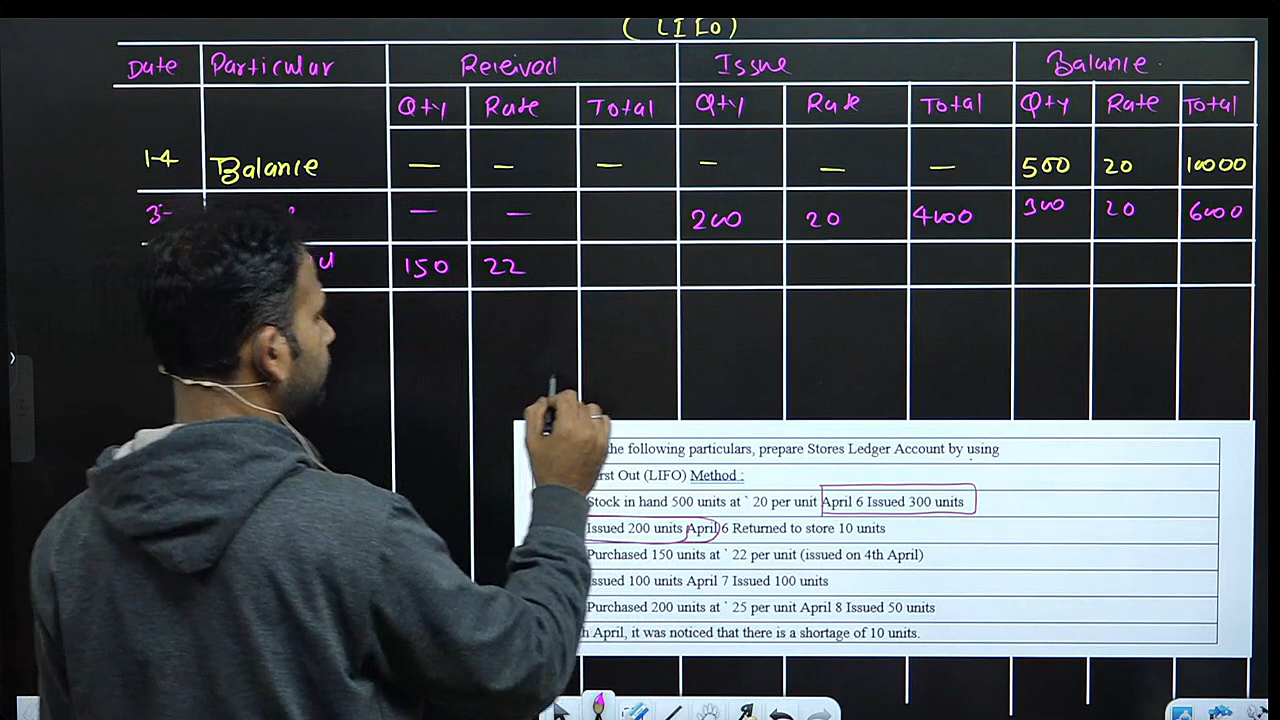 (LIFO)
Date Particular Received Issue Balance
Qty Rate Total Qty Rate Total Qty Rate Total
1-4 Balance — — — — — — 500 20 10000
3- — — 200 20 4000 300 20 6000
150 22
the following particulars, prepare Stores Ledger Account by using
irst Out (LIFO) Method :
Stock in hand 500 units at ` 20 per unit April 6 Issued 300 units
Issued 200 units April 6 Returned to store 10 units
Purchased 150 units at ` 22 per unit (issued on 4th April)
ssued 100 units April 7 Issued 100 units
Purchased 200 units at ` 25 per unit April 8 Issued 50 units
h April, it was noticed that there is a shortage of 10 units.